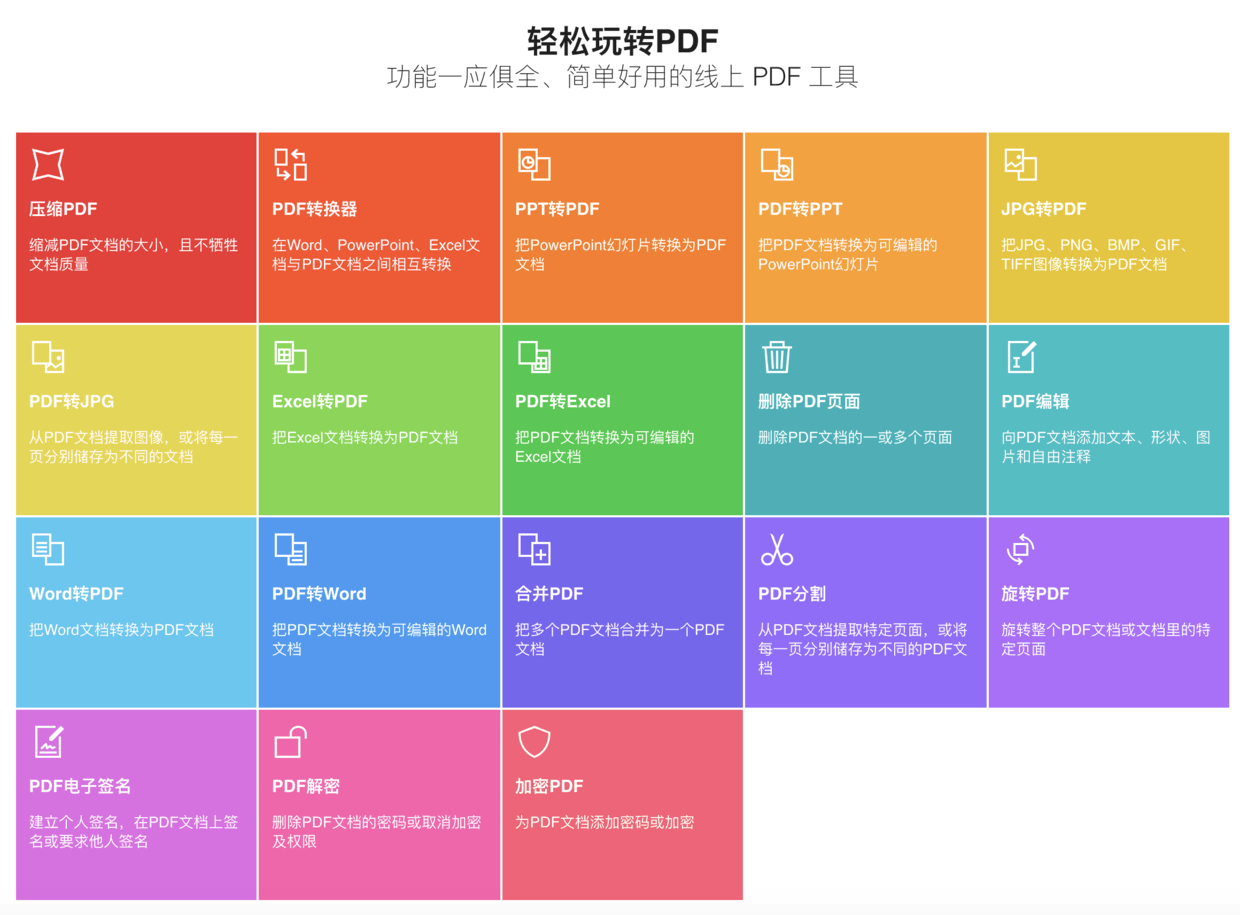 轻松玩转PDF
功能一应俱全、简单好用的线上 PDF 工具
压缩PDF
缩减PDF文档的大小，且不牺牲
文档质量
PDF转换器
在Word、PowerPoint、Excel文
档与PDF文档之间相互转换
PPT转PDF
把PowerPoint幻灯片转换为PDF
文档
PDF转PPT
把PDF文档转换为可编辑的
PowerPoint幻灯片
JPG转PDF
把JPG、PNG、BMP、GIF、
TIFF图像转换为PDF文档
PDF转JPG
从PDF文档提取图像，或将每一
页分别储存为不同的文档
Excel转PDF
把Excel文档转换为PDF文档
PDF转Excel
把PDF文档转换为可编辑的
Excel文档
删除PDF页面
删除PDF文档的一或多个页面
PDF编辑
向PDF文档添加文本、形状、图
片和自由注释
Word转PDF
把Word文档转换为PDF文档
PDF转Word
把PDF文档转换为可编辑的Word
文档
合并PDF
把多个PDF文档合并为一个PDF
文档
PDF分割
从PDF文档提取特定页面，或将
每一页分别储存为不同的PDF文
档
旋转PDF
旋转整个PDF文档或文档里的特
定页面
PDF电子签名
建立个人签名，在PDF文档上签
名或要求他人签名
PDF解密
删除PDF文档的密码或取消加密
及权限
加密PDF
为PDF文档添加密码或加密